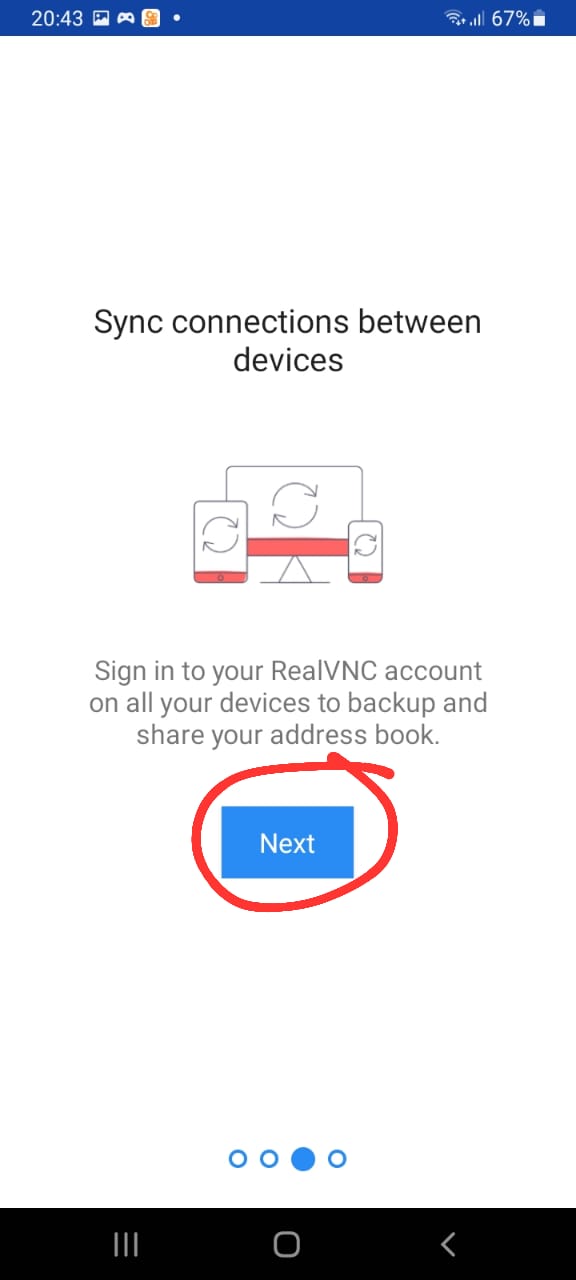 20:43
67%
Sync connections between
devices
Sign in to your RealVNC account
on all your devices to backup and
share your address book.
Next